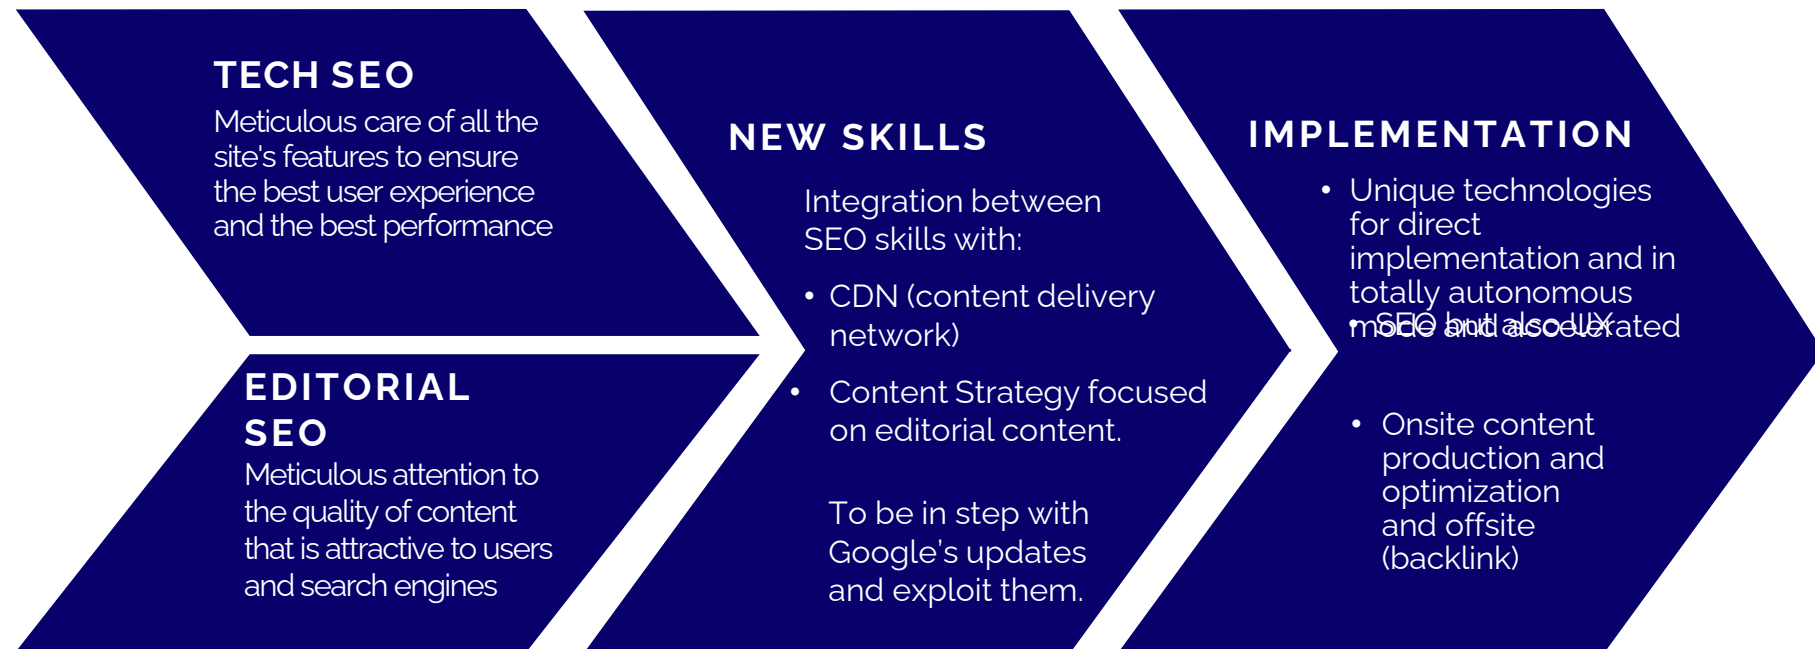 TECH SEO
Meticulous care of all the
site's features to ensure
the best user experience
and the best performance
EDITORIAL
SEO
Meticulous attention to
the quality of content
that is attractive to users
and search engines
NEW SKILLS
Integration between
SEO skills with:
• CDN (content delivery
network)
• Content Strategy focused
on editorial content.
To be in step with
Google’s updates
and exploit them.
IMPLEMENTATION
• Unique technologies
for direct
implementation and in
totally autonomous
mode and accelerated
• SEO but also UX
• Onsite content
production and
optimization
and offsite
(backlink)